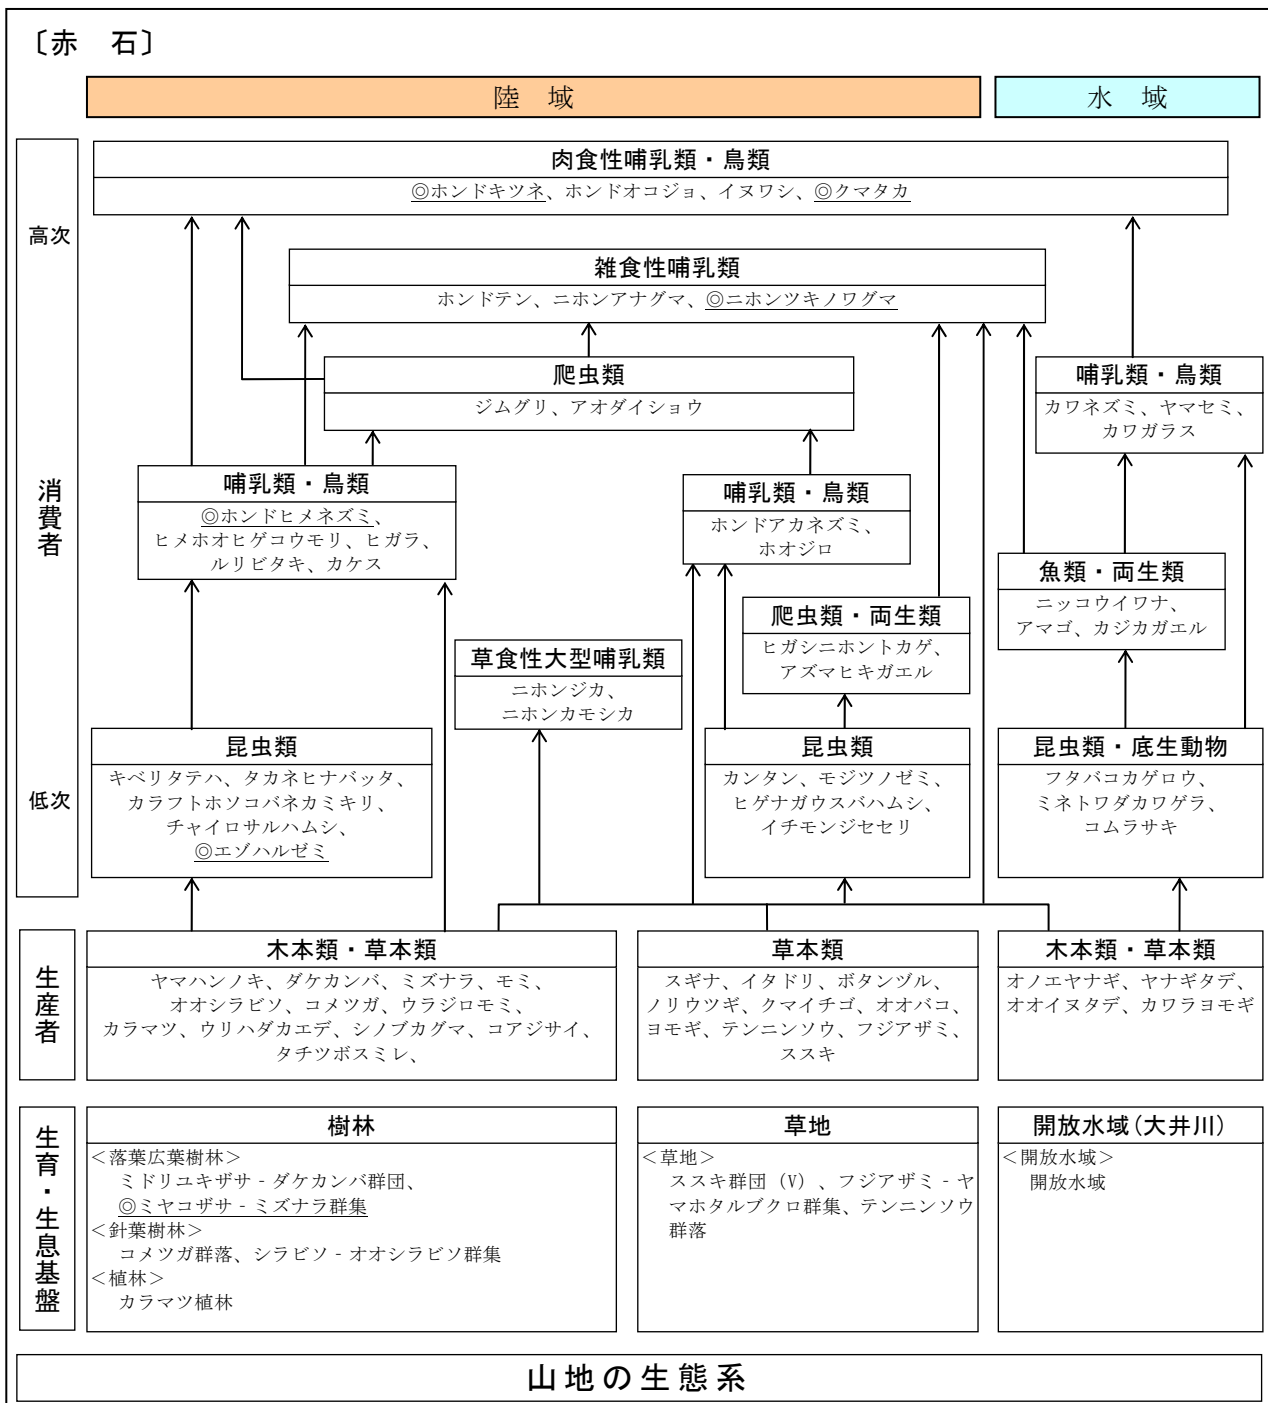 〔赤　石〕
陸　域
水　域
肉食性哺乳類・鳥類
◎ホンドキツネ、ホンドオコジョ、イヌワシ、◎クマタカ
高次
雑食性哺乳類
ホンドテン、ニホンアナグマ、◎ニホンツキノワグマ
爬虫類
ジムグリ、アオダイショウ
哺乳類・鳥類
カワネズミ、ヤマセミ、
カワガラス
消費者
哺乳類・鳥類
◎ホンドヒメネズミ、
ヒメホオヒゲコウモリ、ヒガラ、
ルリビタキ、カケス
哺乳類・鳥類
ホンドアカネズミ、
ホオジロ
魚類・両生類
ニッコウイワナ、
アマゴ、カジカガエル
爬虫類・両生類
ヒガシニホントカゲ、
アズマヒキガエル
草食性大型哺乳類
ニホンジカ、
ニホンカモシカ
低次
昆虫類
キベリタテハ、タカネヒナバッタ、
カラフトホソコバネカミキリ、
チャイロサルハムシ、
◎エゾハルゼミ
昆虫類
カンタン、モジツノゼミ、
ヒゲナガウスバハムシ、
イチモンジセセリ
昆虫類・底生動物
フタバコカゲロウ、
ミネトワダカワゲラ、
コムラサキ
生産者
木本類・草本類
ヤマハンノキ、ダケカンバ、ミズナラ、モミ、
オオシラビソ、コメツガ、ウラジロモミ、
カラマツ、ウリハダカエデ、シノブカグマ、コアジサイ、
タチツボスミレ、
草本類
スギナ、イタドリ、ボタンヅル、
ノリウツギ、クマイチゴ、オオバコ、
ヨモギ、テンニンソウ、フジアザミ、
ススキ
木本類・草本類
オノエヤナギ、ヤナギタデ、
オオイヌタデ、カワラヨモギ
生育・生息基盤
樹林
＜落葉広葉樹林＞
ミドリユキザサ‐ダケカンバ群団、
◎ミヤコザサ‐ミズナラ群集
＜針葉樹林＞
コメツガ群落、シラビソ‐オオシラビソ群集
＜植林＞
カラマツ植林
草地
＜草地＞
ススキ群団（V）、フジアザミ‐ヤ
マホタルブクロ群集、テンニンソウ
群落
開放水域(大井川)
＜開放水域＞
開放水域
山地の生態系